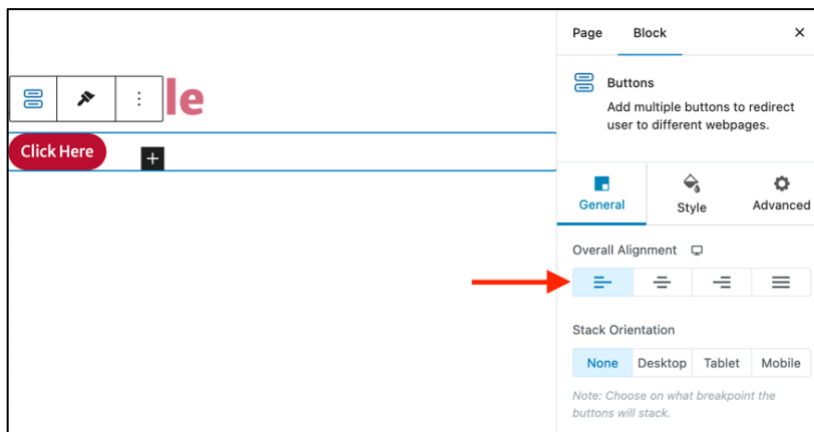 Page Block
Buttons
Add multiple buttons to redirect
user to different webpages.
le
Click Here
General Style Advanced
Overall Alignment
Stack Orientation
None Desktop Tablet Mobile
Note: Choose on what breakpoint the
buttons will stack.